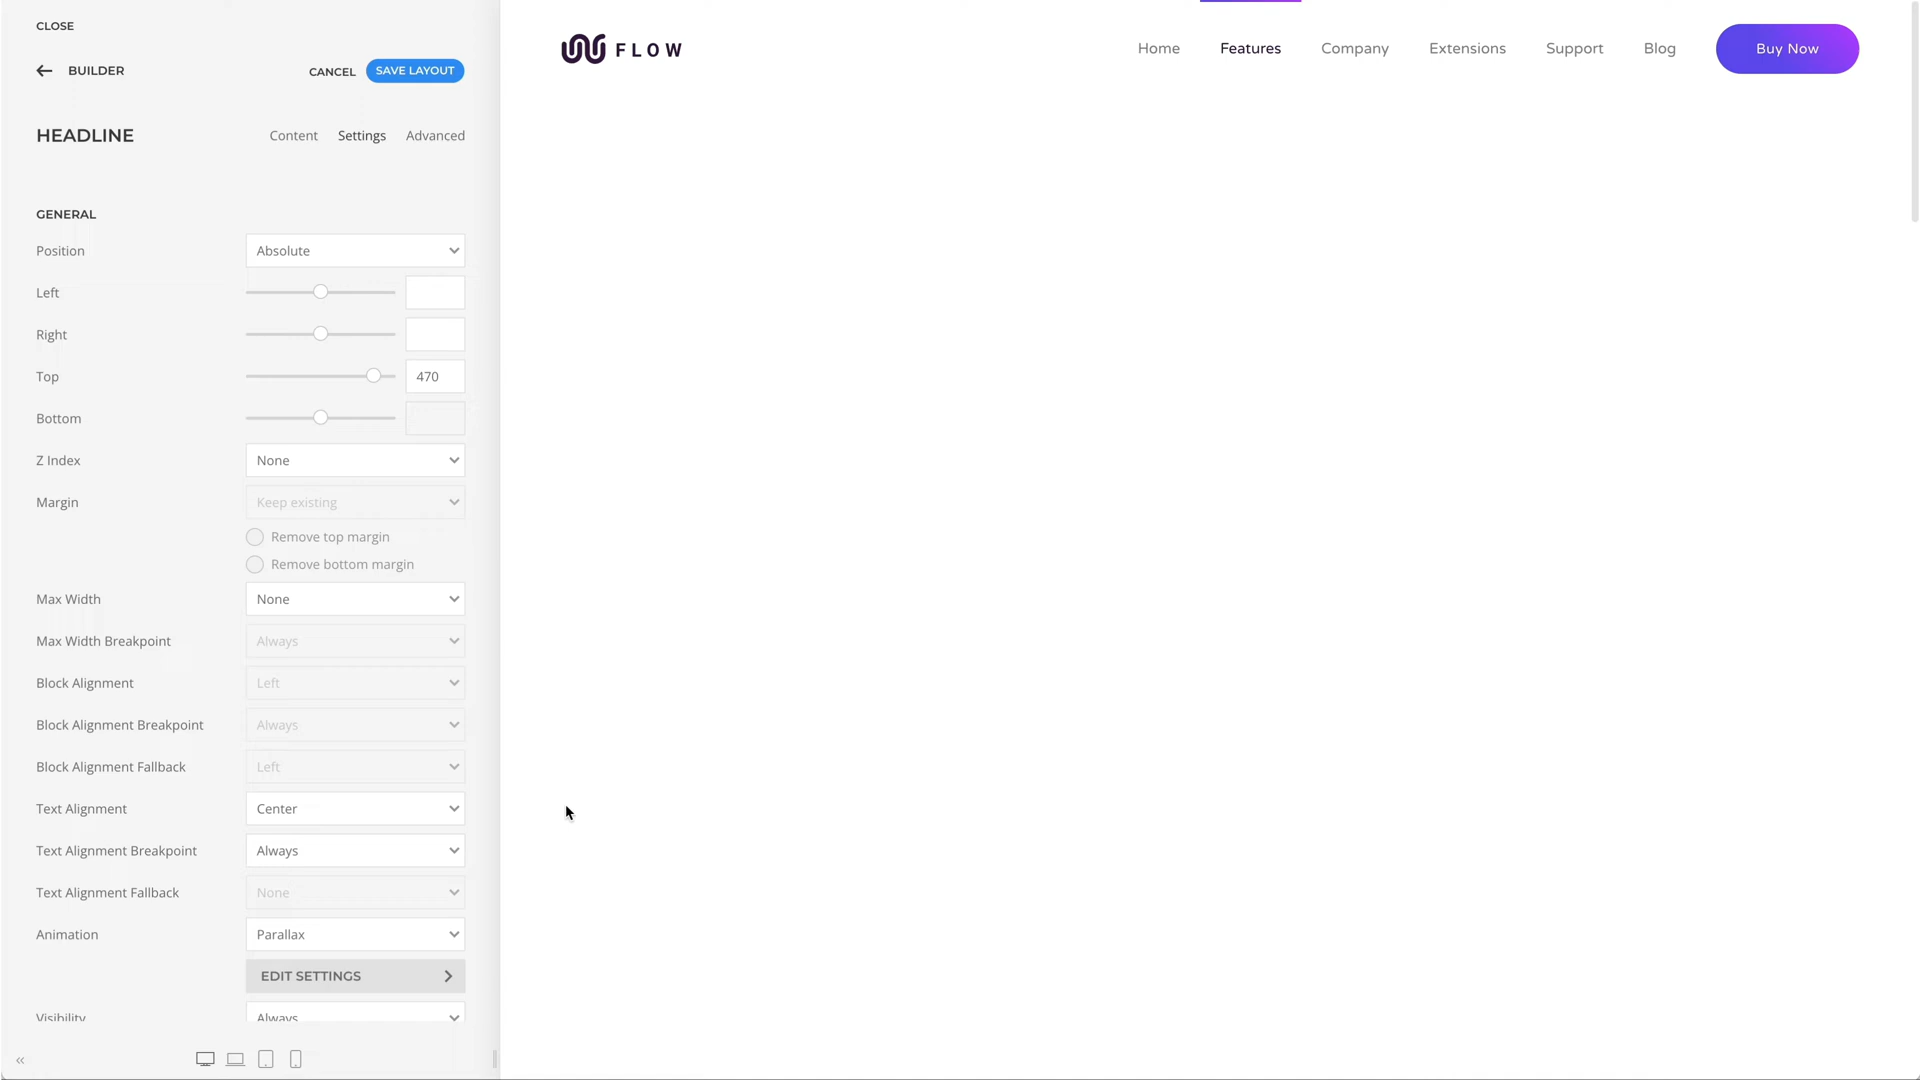 CLOSE
BUILDER
CANCEL
SAVE LAYOUT
HEADLINE
Content
Settings
Advanced
GENERAL
Position
Absolute
Left
Right
Top
470
Bottom
Z Index
None
Margin
Keep existing
Remove top margin
Remove bottom margin
Max Width
None
Max Width Breakpoint
Always
Block Alignment
Left
Block Alignment Breakpoint
Always
Block Alignment Fallback
Left
Text Alignment
Center
Text Alignment Breakpoint
Always
Text Alignment Fallback
None
Animation
Parallax
EDIT SETTINGS
Visibility
Always
FLOW
Home
Features
Company
Extensions
Support
Blog
Buy Now